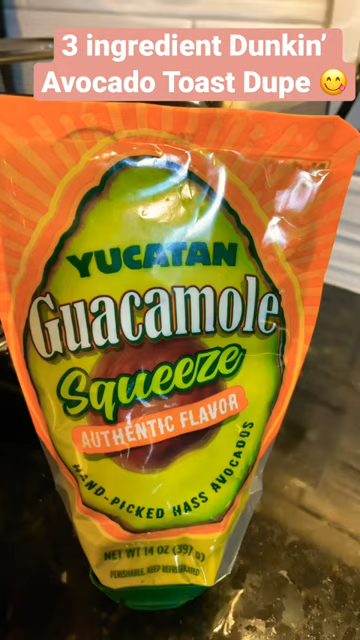 3 ingredient Dunkin’
Avocado Toast Dupe 😋
YUCATAN
Guacamole
Squeeze
AUTHENTIC FLAVOR
HAND-PICKED HASS AVOCADOS
NET WT 14 OZ (397 g)
PERISHABLE. KEEP REFRIGERATED